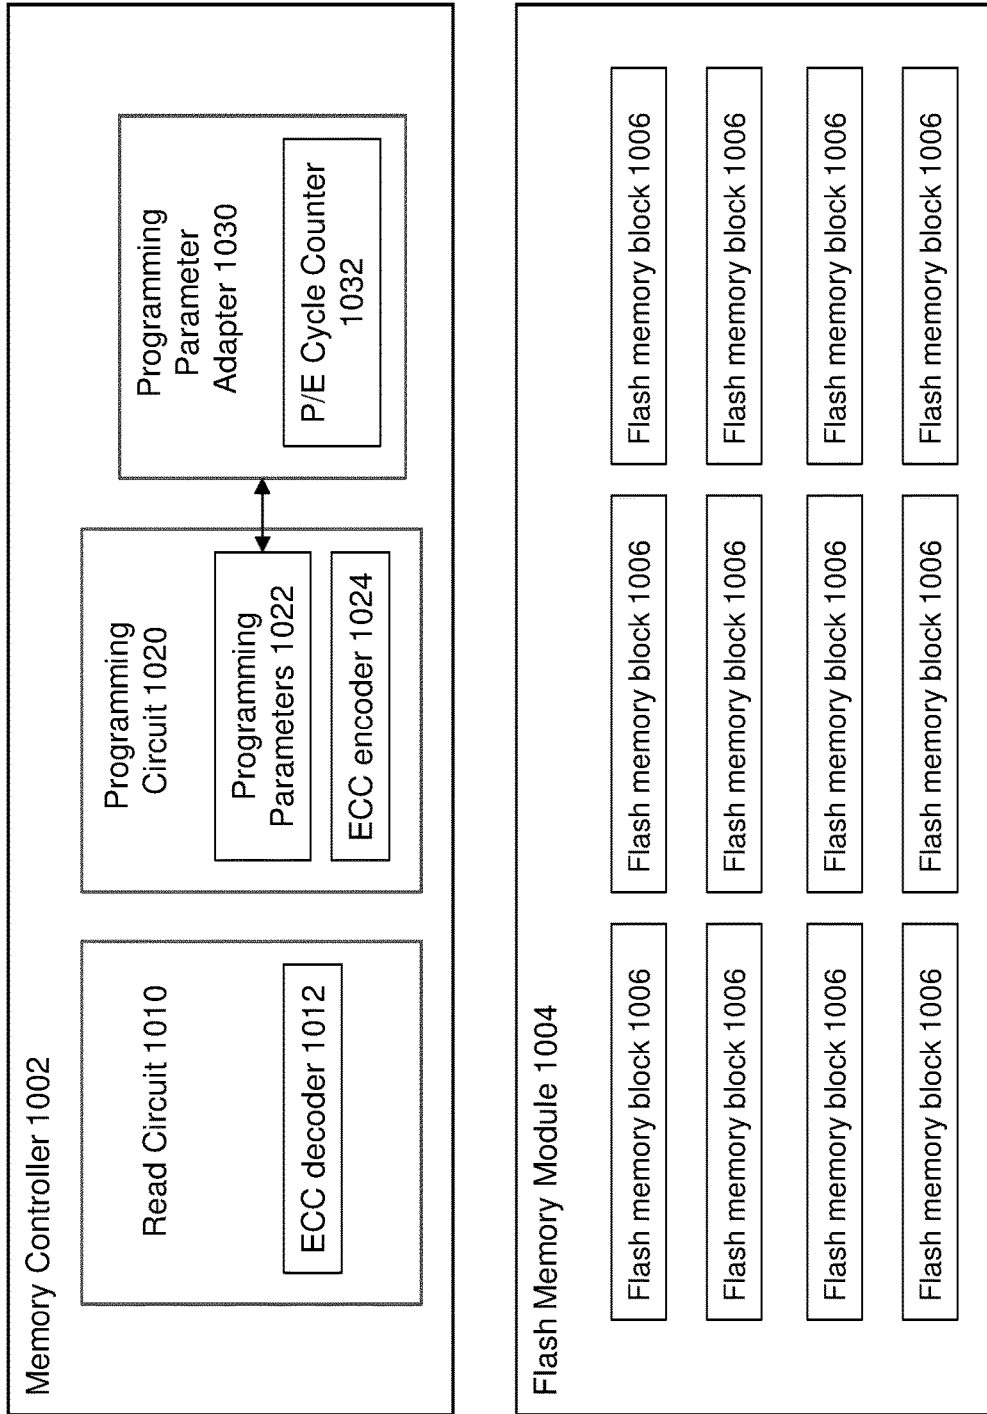 Memory Controller 1002
Read Circuit 1010
ECC decoder 1012
Programming
Circuit 1020
Programming
Parameters 1022
ECC encoder 1024
Programming
Parameter
Adapter 1030
P/E Cycle Counter
1032
Flash Memory Module 1004
Flash memory block 1006
Flash memory block 1006
Flash memory block 1006
Flash memory block 1006
Flash memory block 1006
Flash memory block 1006
Flash memory block 1006
Flash memory block 1006
Flash memory block 1006
Flash memory block 1006
Flash memory block 1006
Flash memory block 1006